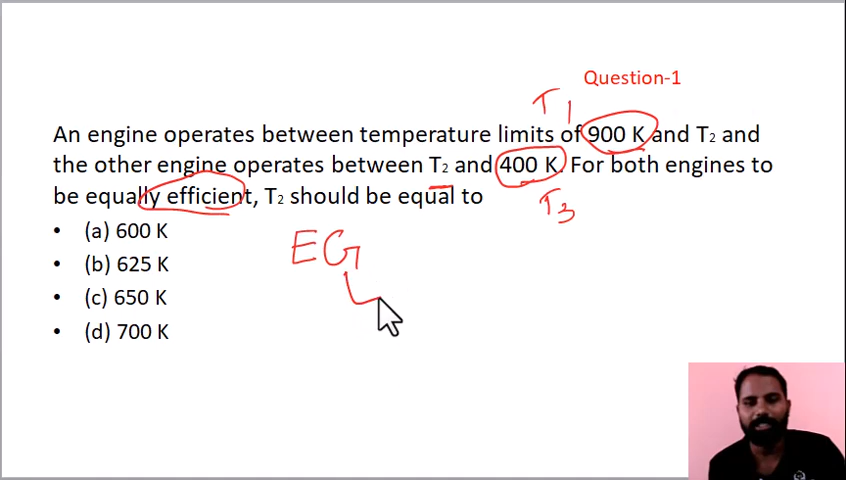 Question-1
T1
An engine operates between temperature limits of 900 K and T2 and
the other engine operates between T2 and 400 K. For both engines to
be equally efficient, T2 should be equal to
T3
• (a) 600 K
EG
• (b) 625 K
• (c) 650 K
• (d) 700 K